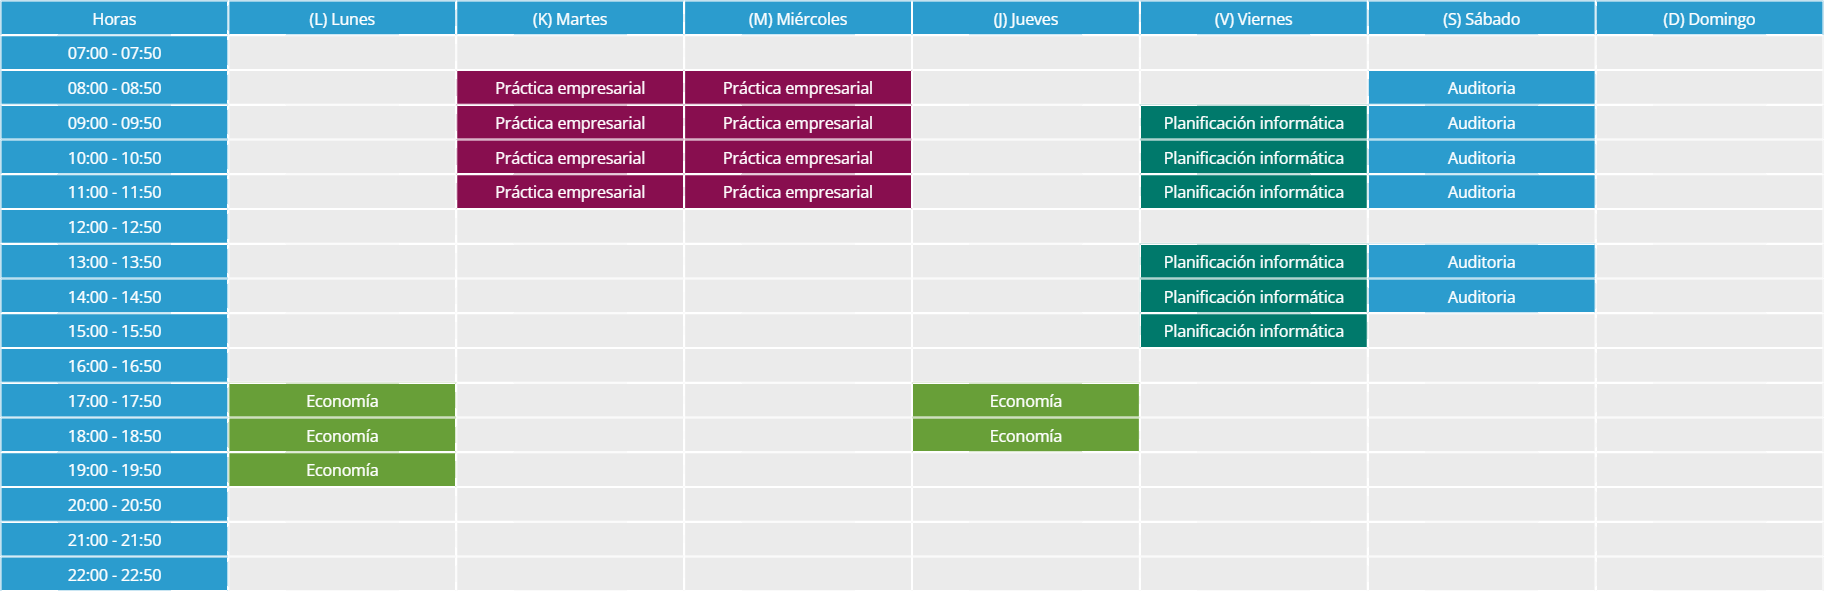 Horas (L) Lunes (K) Martes (M) Miércoles (J) Jueves (V) Viernes (S) Sábado (D) Domingo
07:00 - 07:50
08:00 - 08:50 Práctica empresarial Práctica empresarial Auditoria
09:00 - 09:50 Práctica empresarial Práctica empresarial Planificación informática Auditoria
10:00 - 10:50 Práctica empresarial Práctica empresarial Planificación informática Auditoria
11:00 - 11:50 Práctica empresarial Práctica empresarial Planificación informática Auditoria
12:00 - 12:50
13:00 - 13:50 Planificación informática Auditoria
14:00 - 14:50 Planificación informática Auditoria
15:00 - 15:50 Planificación informática
16:00 - 16:50
17:00 - 17:50 Economía Economía
18:00 - 18:50 Economía Economía
19:00 - 19:50 Economía
20:00 - 20:50
21:00 - 21:50
22:00 - 22:50